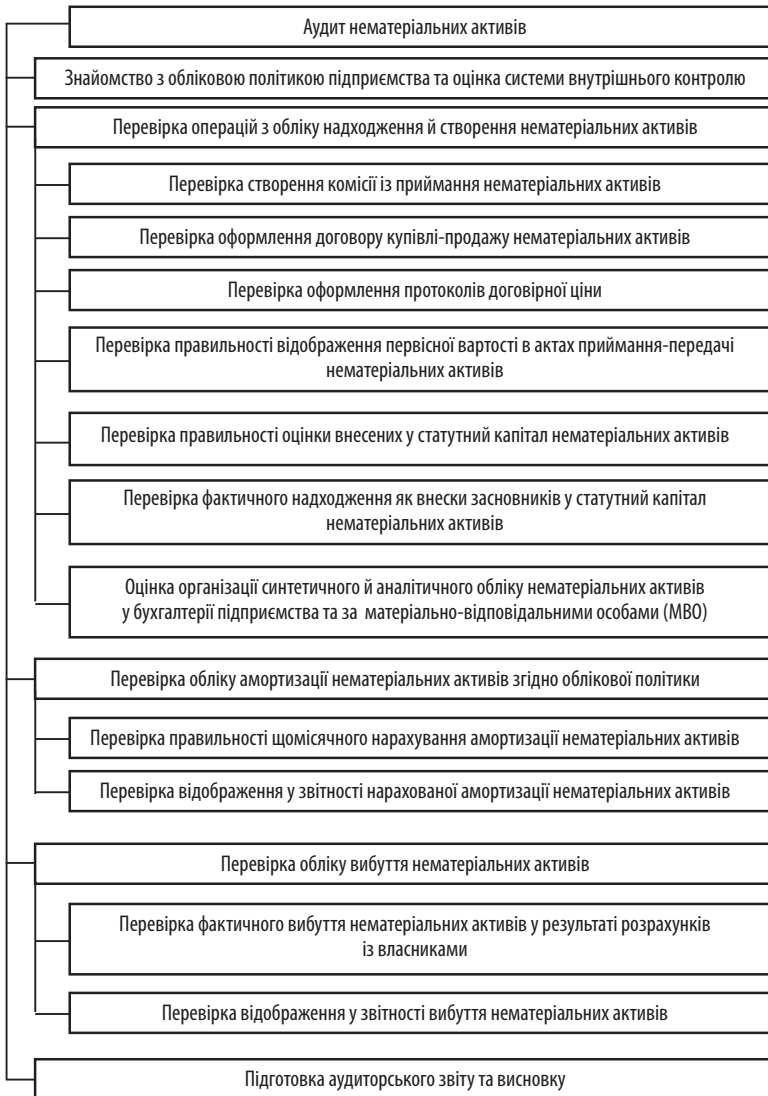 Аудит нематеріальних активів
Знайомство з обліковою політикою підприємства та оцінка системи внутрішнього контролю
Перевірка операцій з обліку надходження й створення нематеріальних активів
Перевірка створення комісії із приймання нематеріальних активів
Перевірка оформлення договору купівлі-продажу нематеріальних активів
Перевірка оформлення протоколів договірної ціни
Перевірка правильності відображення первісної вартості в актах приймання-передачі
нематеріальних активів
Перевірка правильності оцінки внесених у статутний капітал нематеріальних активів
Перевірка фактичного надходження як внески засновників у статутний капітал
нематеріальних активів
Оцінка організації синтетичного й аналітичного обліку нематеріальних активів
у бухгалтерії підприємства та за матеріально-відповідальними особами (МВО)
Перевірка обліку амортизації нематеріальних активів згідно облікової політики
Перевірка правильності щомісячного нарахування амортизації нематеріальних активів
Перевірка відображення у звітності нарахованої амортизації нематеріальних активів
Перевірка обліку вибуття нематеріальних активів
Перевірка фактичного вибуття нематеріальних активів у результаті розрахунків
із власниками
Перевірка відображення у звітності вибуття нематеріальних активів
Підготовка аудиторського звіту та висновку